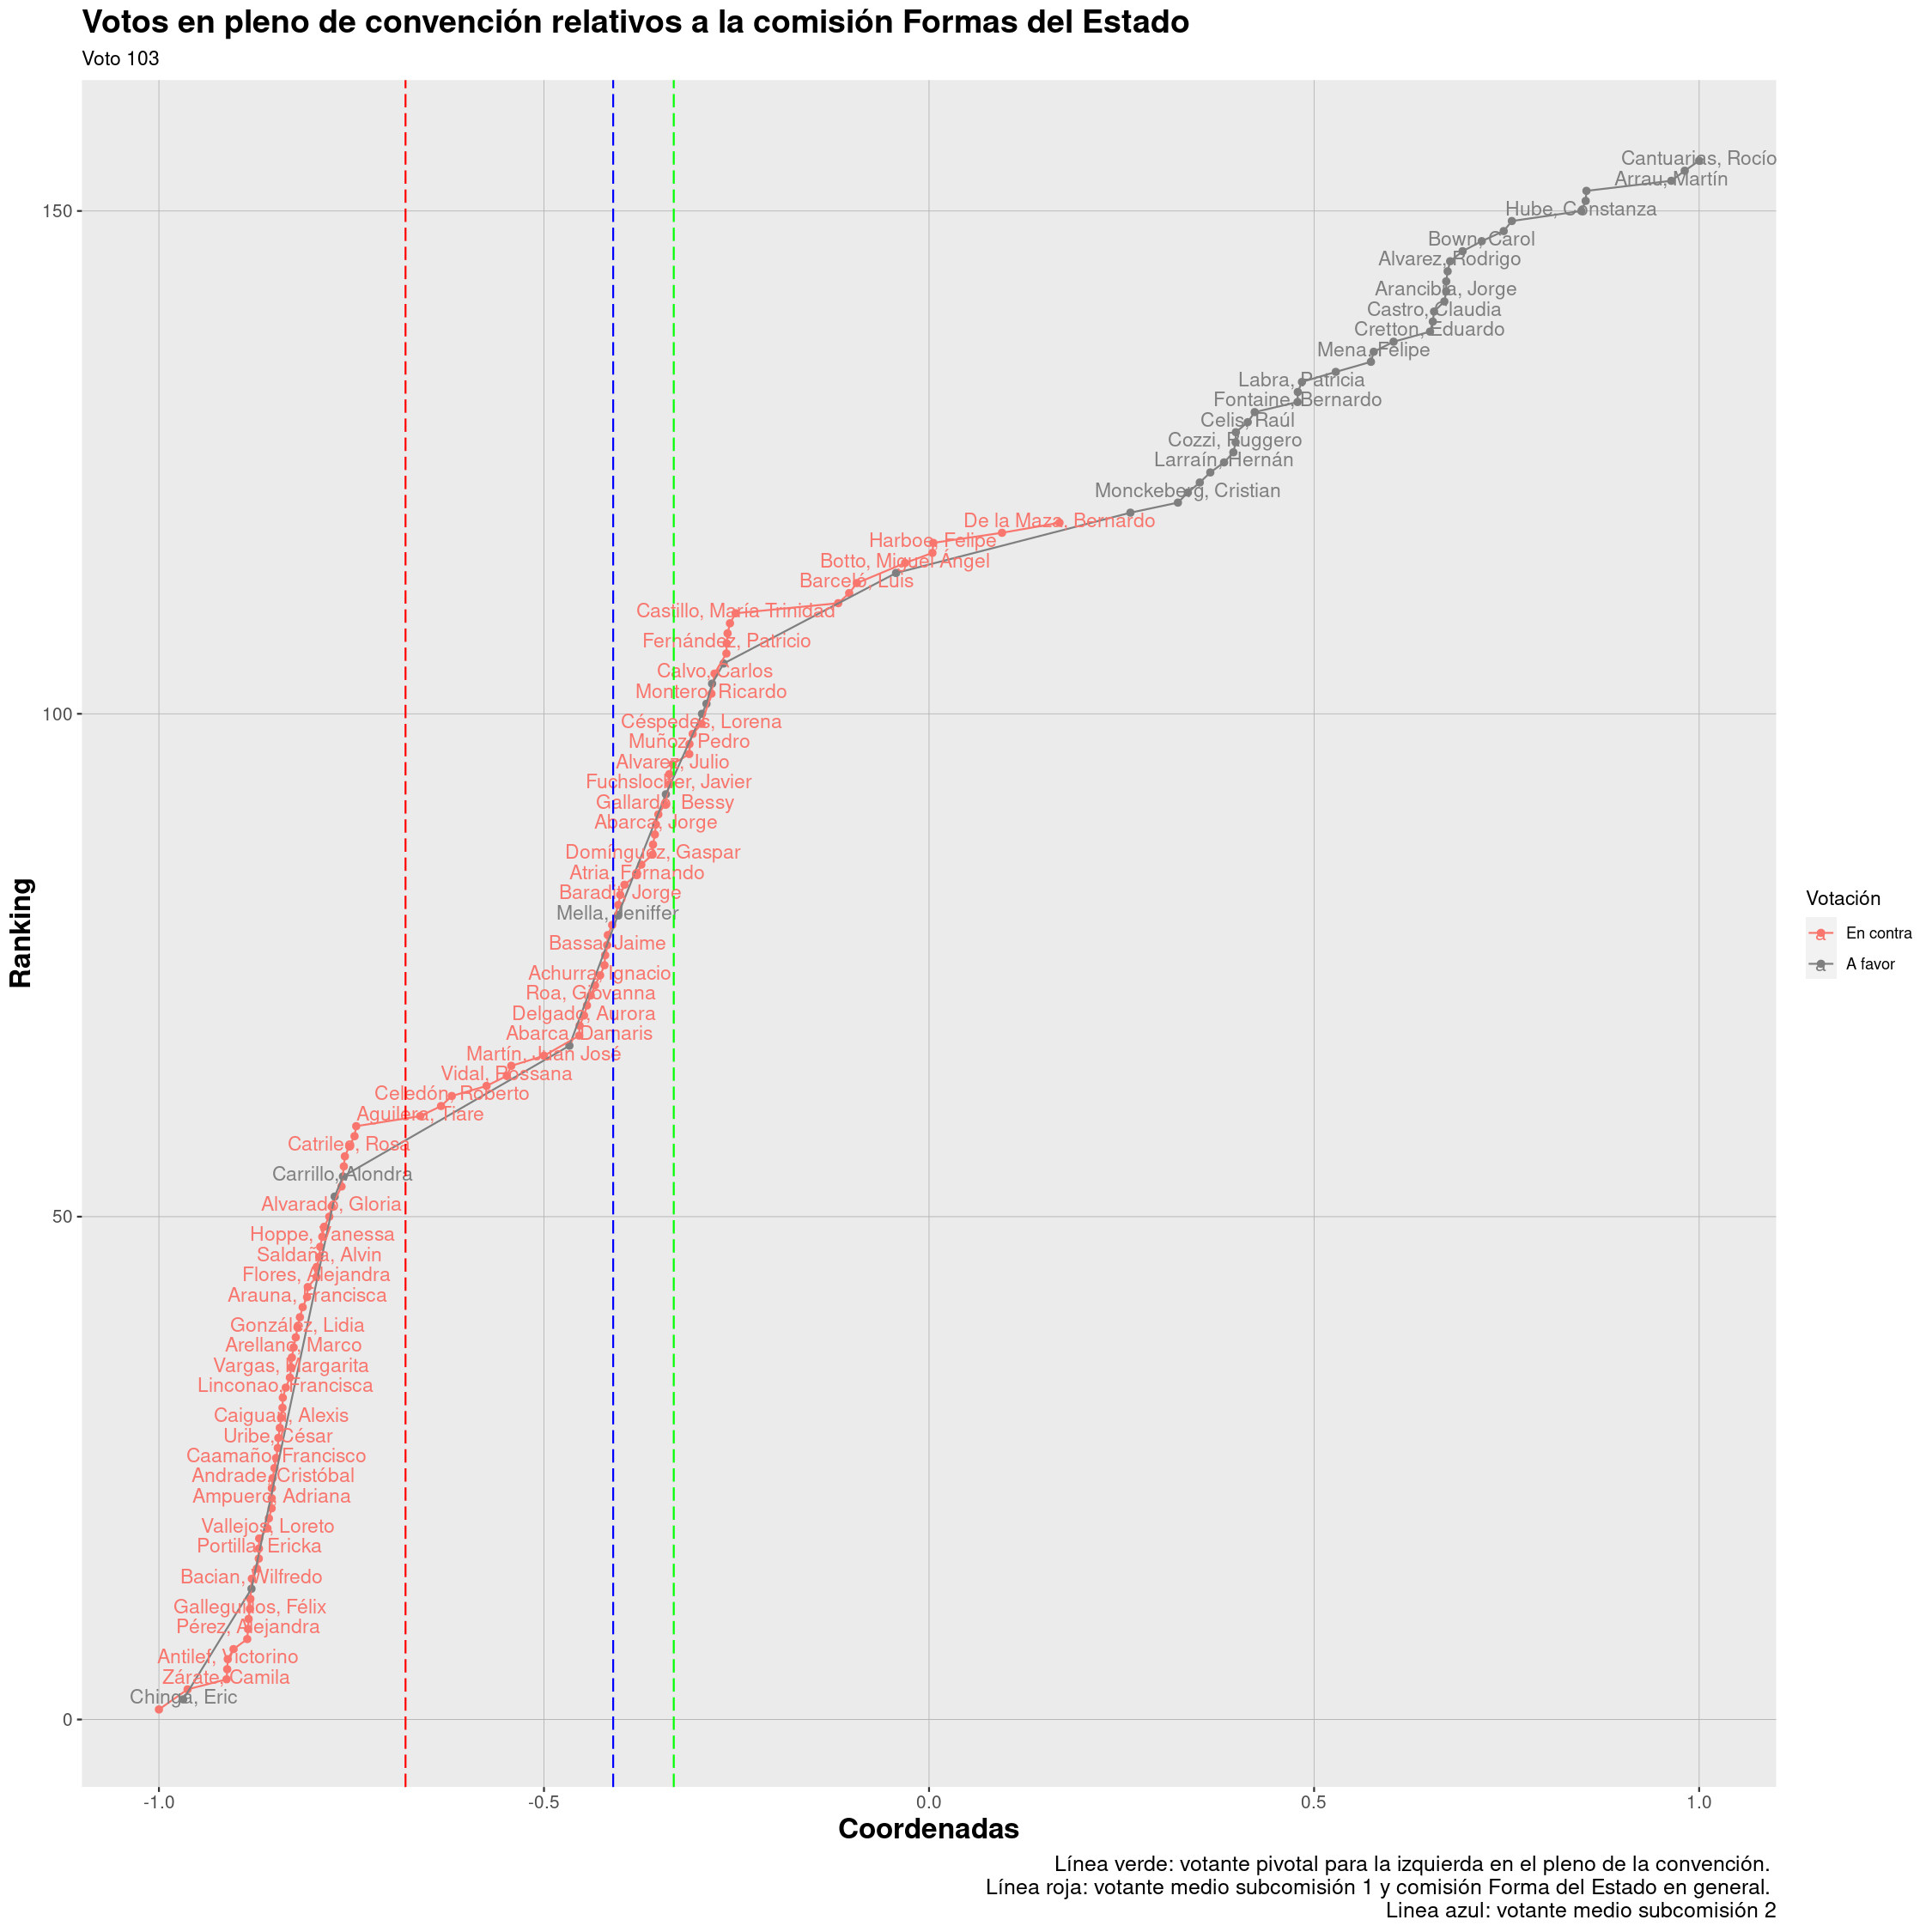 Votos en pleno de convención relativos a la comisión Formas del Estado
Voto 103
Cantuarias, Rocío
Arrau, Martín
150
Hube, Constanza
Bown, Carol
Alvarez, Rodrigo
Arancibia, Jorge
Castro, Claudia
Cretton, Eduardo
Mena, Felipe
Labra, Patricia
Fontaine, Bernardo
Celis, Raúl
Cozzi, Ruggero
Larraín, Hernán
Monckeberg, Cristian
De la Maza, Bernardo
Harboe, Felipe
Botto, Miguel Ángel
Barceló, Luis
Castillo, María Trinidad
Fernández, Patricio
Calvo, Carlos
Montero, Ricardo
100
Céspedes, Lorena
Muñoz, Pedro
Alvarez, Julio
Fuchslocher, Javier
Gallardo, Bessy
Abarca, Jorge
Domínguez, Gaspar
Atria, Fernando
Baradit, Jorge
Mella, Jeniffer
Bassa, Jaime
Achurra, Ignacio
Roa, Giovanna
Delgado, Aurora
Abarca, Damaris
Martín, Juan José
Vidal, Rossana
Celedón, Roberto
Aguilera, Tiare
Catrileo, Rosa
Carrillo, Alondra
Alvarado, Gloria
50
Hoppe, Vanessa
Saldaña, Alvin
Flores, Alejandra
Arauna, Francisca
González, Lidia
Arellano, Marco
Vargas, Margarita
Linconao, Francisca
Caiguan, Alexis
Uribe, César
Caamaño, Francisco
Andrade, Cristóbal
Ampuero, Adriana
Vallejos, Loreto
Portilla, Ericka
Bacian, Wilfredo
Galleguillos, Félix
Pérez, Alejandra
Antilef, Victorino
Zárate, Camila
Chinga, Eric
0
Ranking
-1.0 -0.5 0.0 0.5 1.0
Coordenadas
Votación
a En contra
a A favor
Línea verde: votante pivotal para la izquierda en el pleno de la convención.
Línea roja: votante medio subcomisión 1 y comisión Forma del Estado en general.
Linea azul: votante medio subcomisión 2